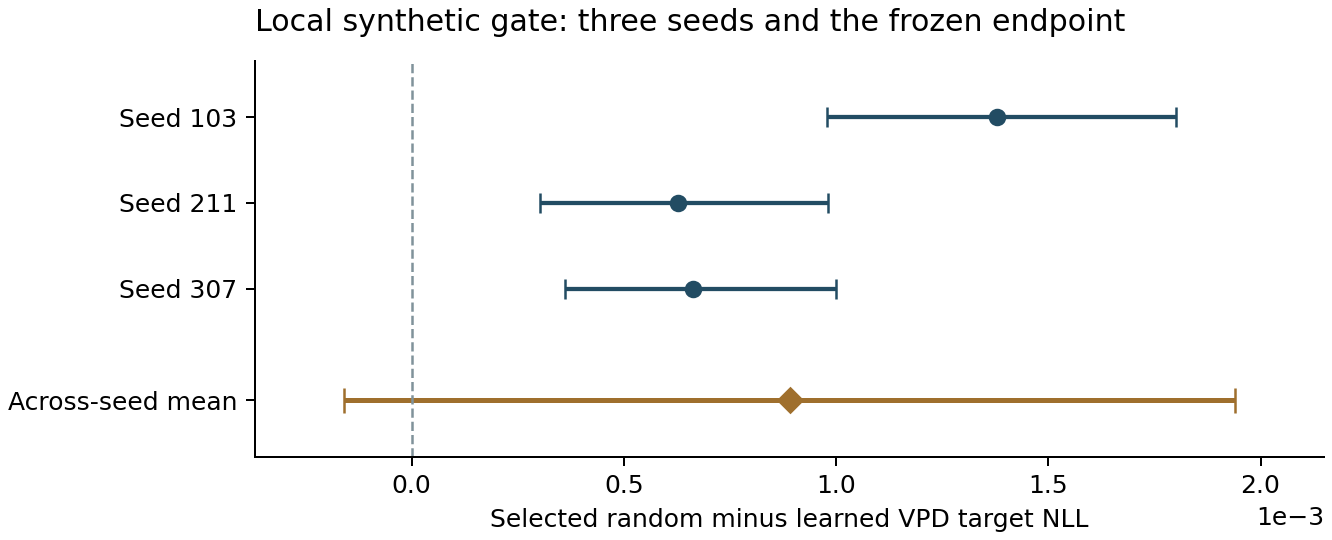 Local synthetic gate: three seeds and the frozen endpoint
Seed 103
Seed 211
Seed 307
Across-seed mean
0.0 0.5 1.0 1.5 2.0
Selected random minus learned VPD target NLL
1e−3